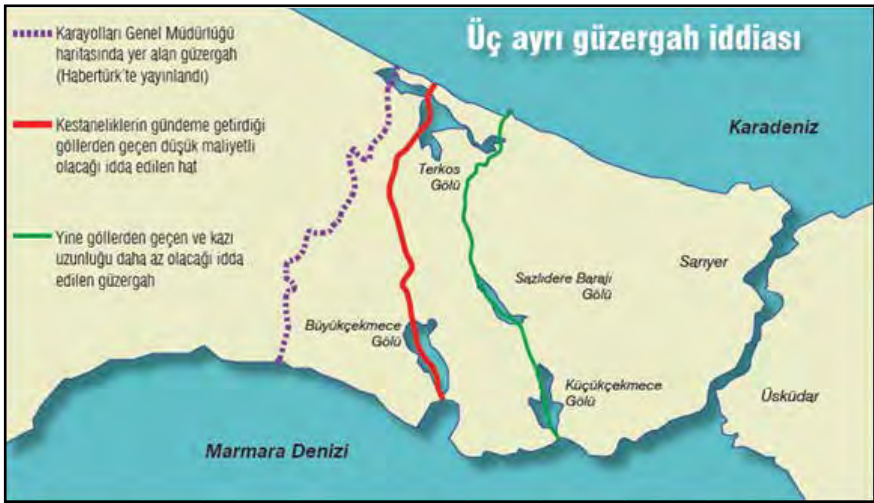 Üç ayrı güzergah iddiası
Karayolları Genel Müdürlüğü
haritasında yer alan güzergah
(Habertürk'te yayınlandı)
Kestaneliklerin gündeme getirdiği
göllerden geçen düşük maliyetli
olacağı idda edilen hat
Yine göllerden geçen ve kazı
uzunluğu daha az olacağı idda
edilen güzergah
Karadeniz
Terkos
Gölü
Sarıyer
Sazlıdere Barajı
Gölü
Büyükçekmece
Gölü
Küçükçekmece
Gölü
Üsküdar
Marmara Denizi